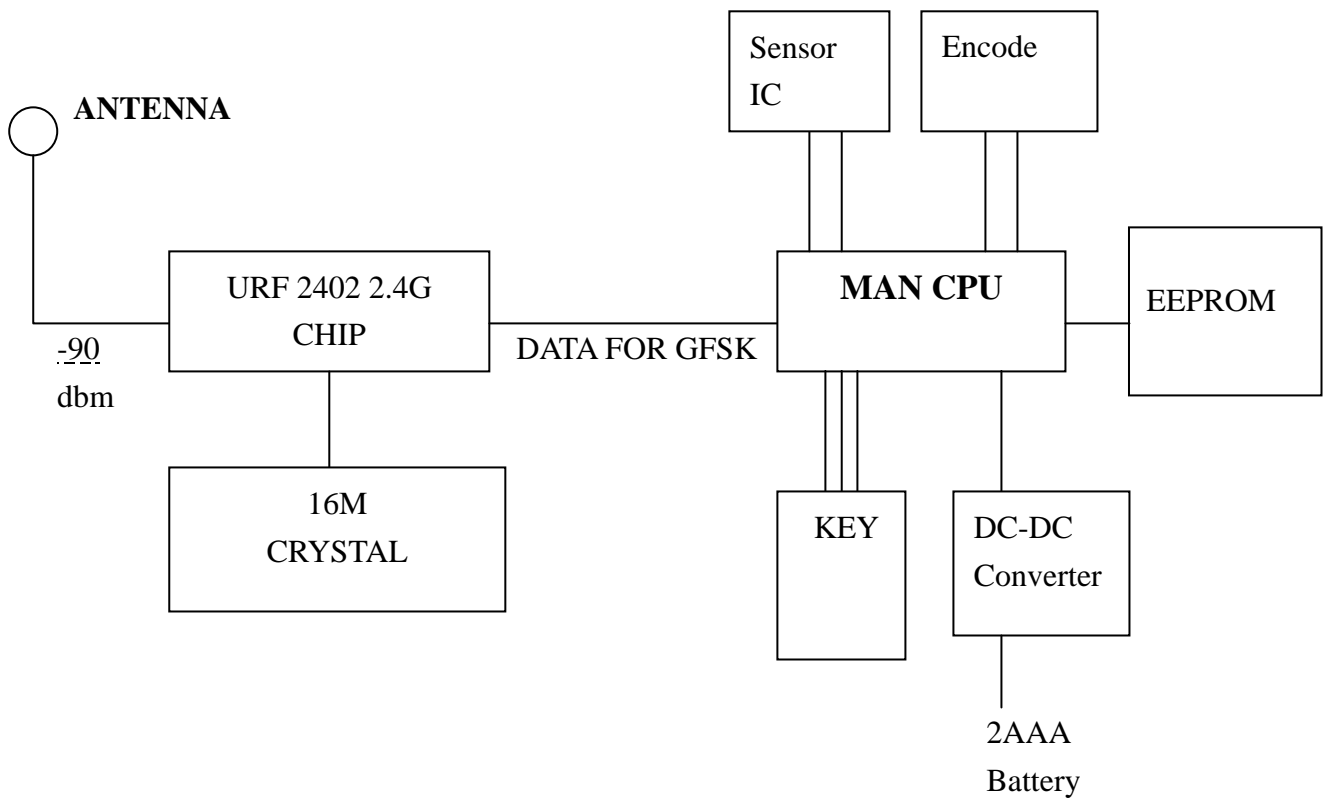 Sensor
IC
Encode
ANTENNA
URF 2402 2.4G
CHIP
MAN CPU
EEPROM
-90
dbm
DATA FOR GFSK
16M
CRYSTAL
KEY
DC-DC
Converter
2AAA
Battery